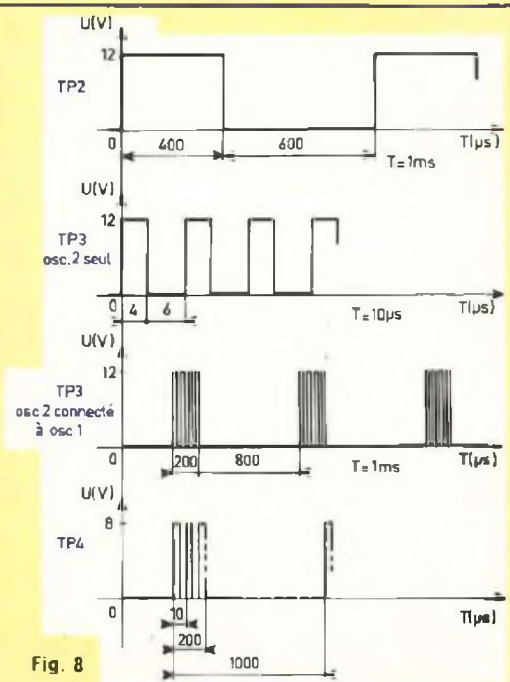 U(V)
12
TP2
0
400
600
T(µs)
T=1ms
U(V)
12
TP3
osc.2 seul
0
4
6
T=10µs
T(µs)
U(V)
12
TP3
osc 2 connecté
à osc 1
0
200
800
T=1ms
T(µs)
U(V)
8
TP4
0
10
T(µs)
200
1000
Fig. 8